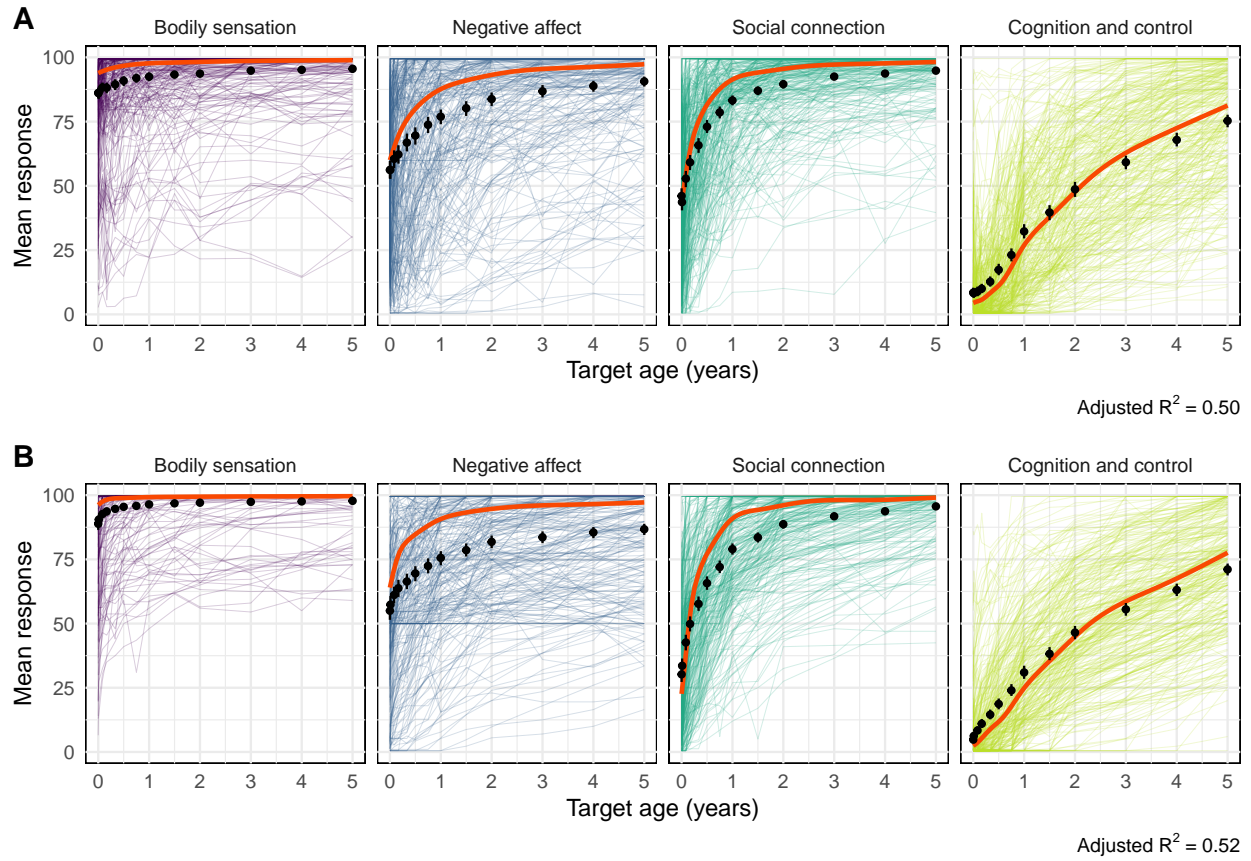 A
Bodily sensation Negative affect Social connection Cognition and control
Mean response
100
75
50
25
0
0 1 2 3 4 5 0 1 2 3 4 5 0 1 2 3 4 5 0 1 2 3 4 5
Target age (years)
Adjusted R² = 0.50
B
Bodily sensation Negative affect Social connection Cognition and control
Mean response
100
75
50
25
0
0 1 2 3 4 5 0 1 2 3 4 5 0 1 2 3 4 5 0 1 2 3 4 5
Target age (years)
Adjusted R² = 0.52